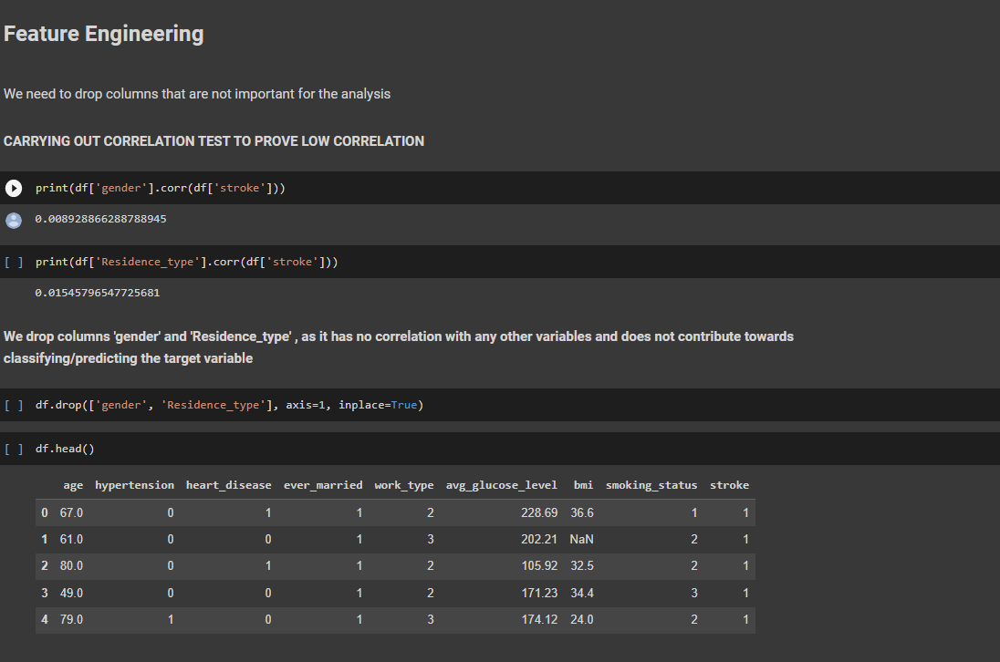 Feature Engineering
We need to drop columns that are not important for the analysis
CARRYING OUT CORRELATION TEST TO PROVE LOW CORRELATION
print(df['gender'].corr(df['stroke']))
0.008928866288788945
[ ] print(df['Residence_type'].corr(df['stroke']))
0.01545796547725681
We drop columns 'gender' and 'Residence_type' , as it has no correlation with any other variables and does not contribute towards
classifying/predicting the target variable
[ ] df.drop(['gender', 'Residence_type'], axis=1, inplace=True)
[ ] df.head()
age hypertension heart_disease ever_married work_type avg_glucose_level bmi smoking_status stroke
0 67.0 0 1 1 2 228.69 36.6 1 1
1 61.0 0 0 1 3 202.21 NaN 2 1
2 80.0 0 1 1 2 105.92 32.5 2 1
3 49.0 0 0 1 2 171.23 34.4 3 1
4 79.0 1 0 1 3 174.12 24.0 2 1